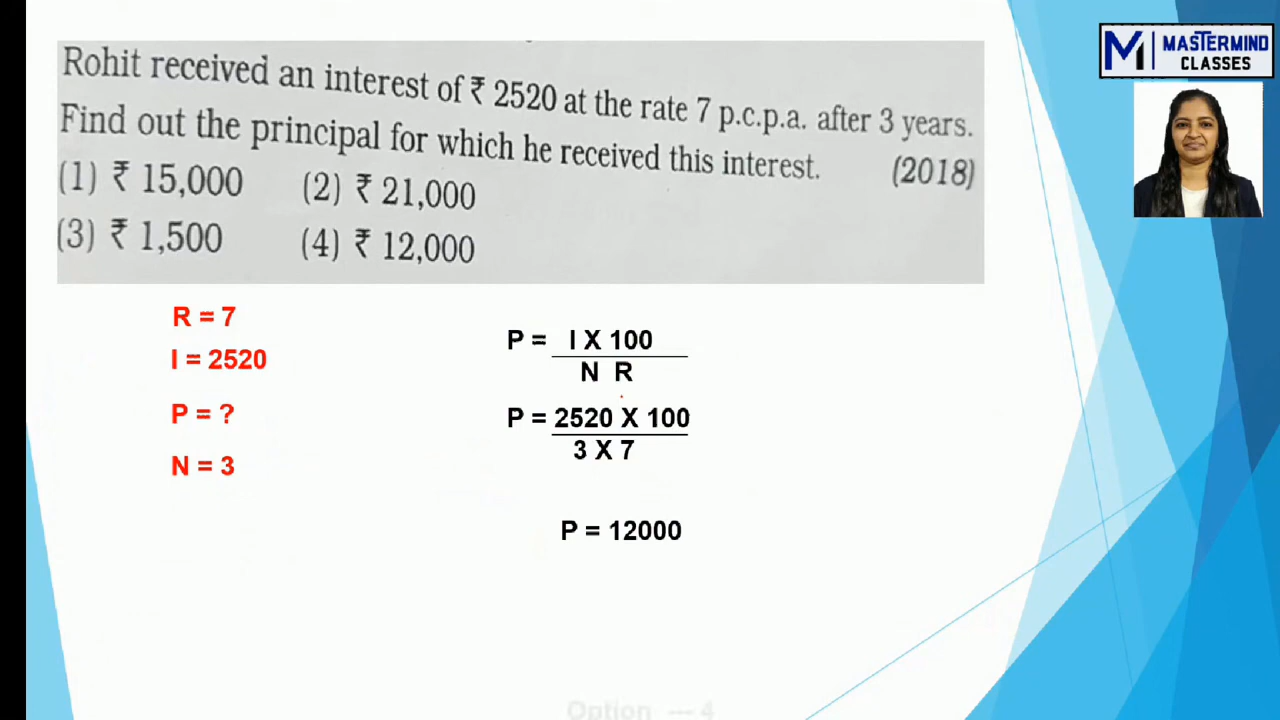 Rohit received an interest of ₹ 2520 at the rate 7 p.c.p.a. after 3 years.
Find out the principal for which he received this interest. (2018)
(1) ₹ 15,000 (2) ₹ 21,000
(3) ₹ 1,500 (4) ₹ 12,000
MASTERMIND
CLASSES
R = 7
I = 2520
P = ?
N = 3
P = I X 100
N R
P = 2520 X 100
3 X 7
P = 12000
Option --- 4